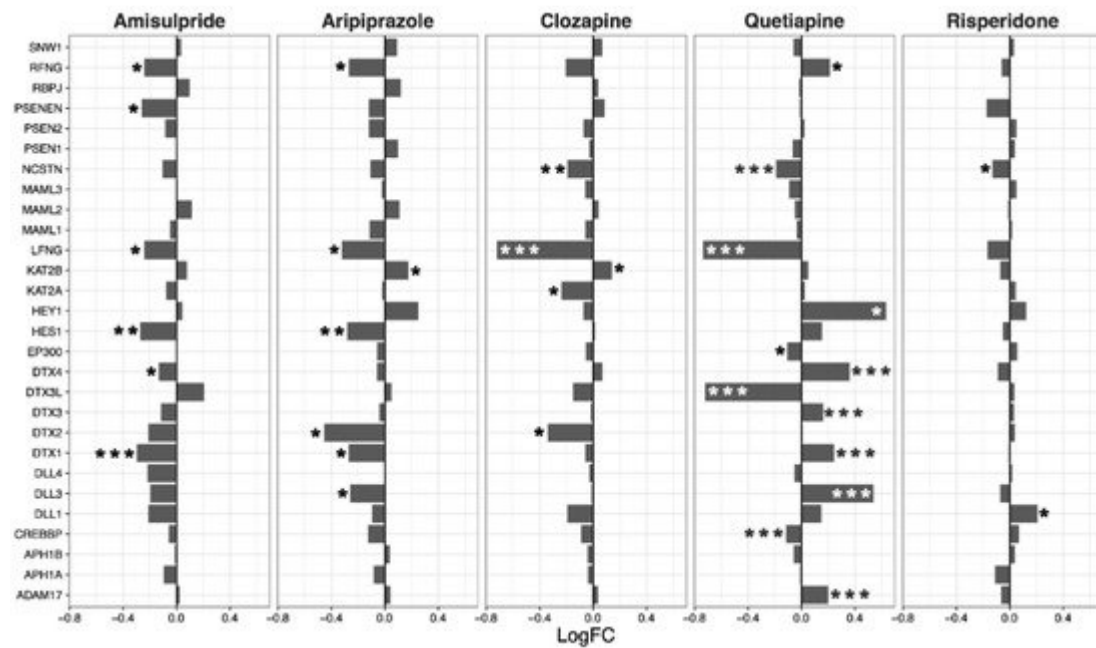 Amisulpride Aripiprazole Clozapine Quetiapine Risperidone
SNW1
RFNG
RBPJ
PSENEN
PSEN2
PSEN1
NCSTN
MAML3
MAML2
MAML1
LFNG
KAT2B
KAT2A
HEY1
HES1
EP300
DTX4
DTX3L
DTX3
DTX2
DTX1
DLL4
DLL3
DLL1
CREBBP
APH1B
APH1A
ADAM17
-0.8 -0.4 0.0 0.4 -0.8 -0.4 0.0 0.4 -0.8 -0.4 0.0 0.4 -0.8 -0.4 0.0 0.4 -0.8 -0.4 0.0 0.4
LogFC